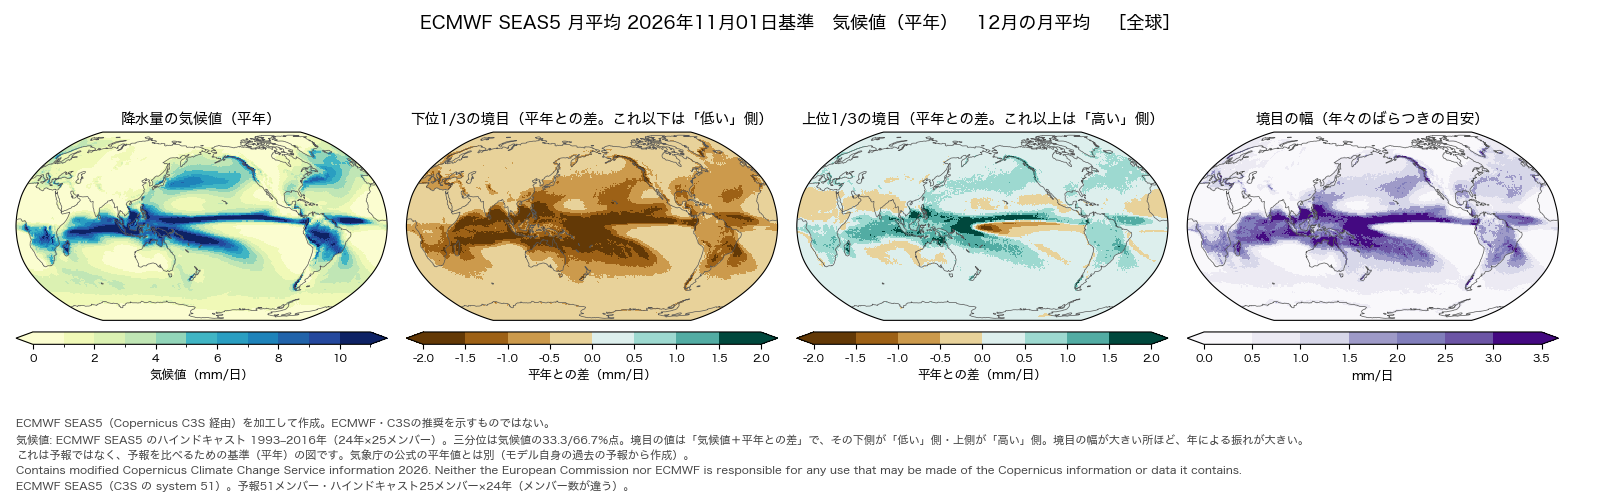 ECMWF SEAS5 月平均 2026年11月01日基準　気候値（平年）　12月の月平均　［全球］
降水量の気候値（平年）
下位1/3の境目（平年との差。これ以下は「低い」側）
上位1/3の境目（平年との差。これ以上は「高い」側）
境目の幅（年々のばらつきの目安）
0 2 4 6 8 10
-2.0 -1.5 -1.0 -0.5 0.0 0.5 1.0 1.5 2.0
-2.0 -1.5 -1.0 -0.5 0.0 0.5 1.0 1.5 2.0
0.0 0.5 1.0 1.5 2.0 2.5 3.0 3.5
気候値（mm/日）
平年との差（mm/日）
平年との差（mm/日）
mm/日
ECMWF SEAS5（Copernicus C3S 経由）を加工して作成。ECMWF・C3Sの推奨を示すものではない。
気候値: ECMWF SEAS5 のハインドキャスト 1993–2016年（24年×25メンバー）。三分位は気候値の33.3/66.7%点。境目の値は「気候値＋平年との差」で、その下側が「低い」側・上側が「高い」側。境目の幅が大きい所ほど、年による振れが大きい。
これは予報ではなく、予報を比べるための基準（平年）の図です。気象庁の公式の平年値とは別（モデル自身の過去の予報から作成）。
Contains modified Copernicus Climate Change Service information 2026. Neither the European Commission nor ECMWF is responsible for any use that may be made of the Copernicus information or data it contains.
ECMWF SEAS5（C3S の system 51）。予報51メンバー・ハインドキャスト25メンバー×24年（メンバー数が違う）。